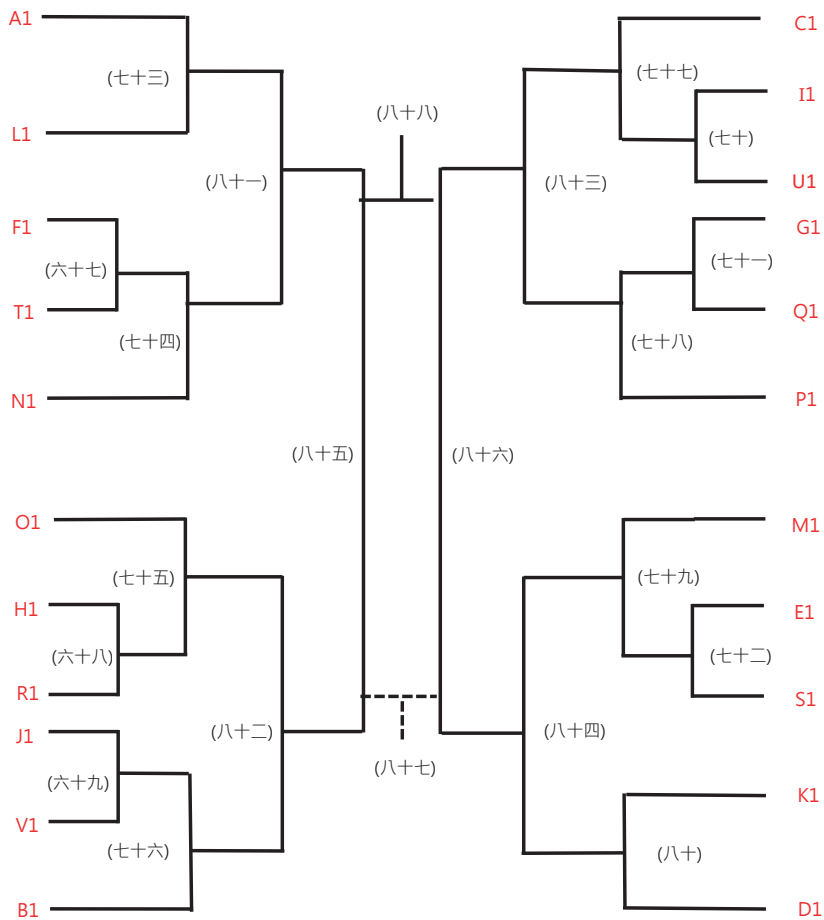 A1
(七十三)
L1
(八十一)
F1
(六十七)
T1
(七十四)
N1
(八十五)
O1
(七十五)
H1
(六十八)
R1
J1
(八十二)
(六十九)
V1
(七十六)
B1
(八十八)
(八十七)
C1
(七十七)
I1
(七十)
U1
(八十三)
G1
(七十一)
Q1
(七十八)
P1
(八十六)
M1
(七十九)
E1
(七十二)
S1
(八十四)
K1
(八十)
D1